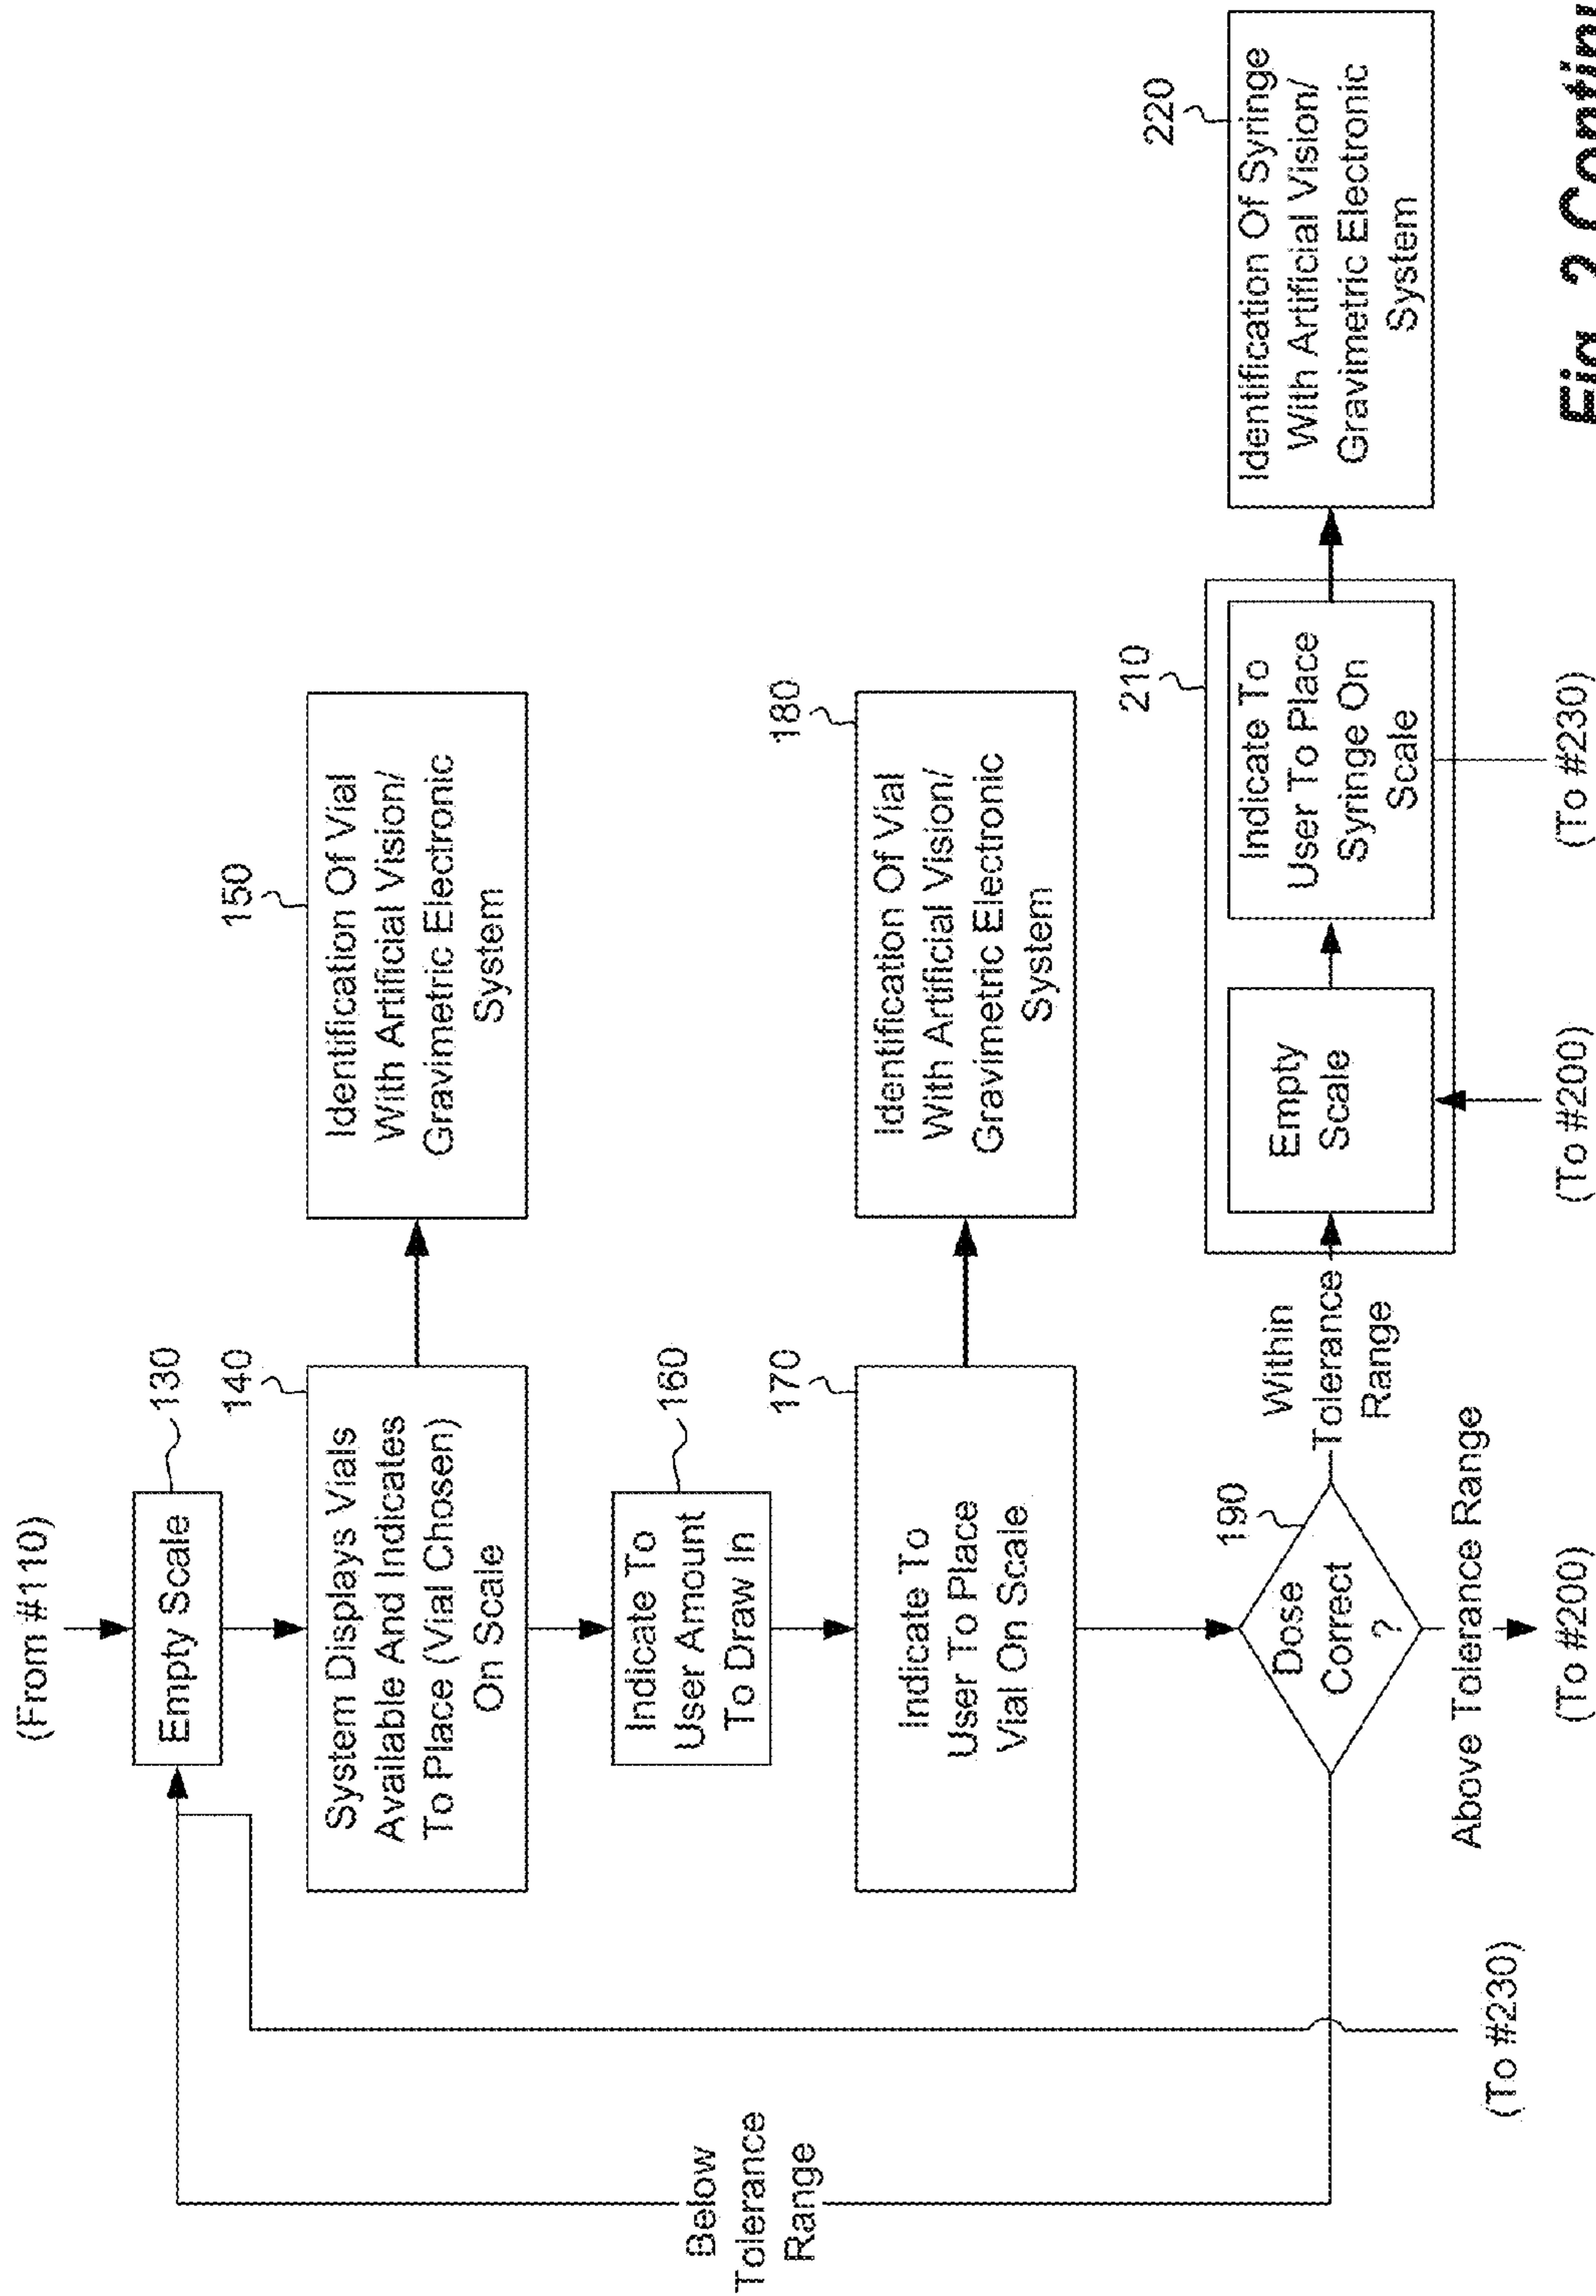 (From #110)
Empty Scale
130
140
System Displays Vials
Available And Indicates
To Place (Vial Chosen)
On Scale
150
Identification Of Vial
With Artificial Vision/
Gravimetric Electronic
System
160
Indicate To
User Amount
To Draw In
170
Indicate To
User To Place
Vial On Scale
180
Identification Of Vial
With Artificial Vision/
Gravimetric Electronic
System
Below
Tolerance
Range
190
Dose
Correct
?
Within
Tolerance
Range
210
Empty
Scale
Indicate To
User To Place
Syringe On
Scale
220
Identification Of Syringe
With Artificial Vision/
Gravimetric Electronic
System
Above Tolerance Range
(To #230)
(To #200)
(To #200)
(To #230)